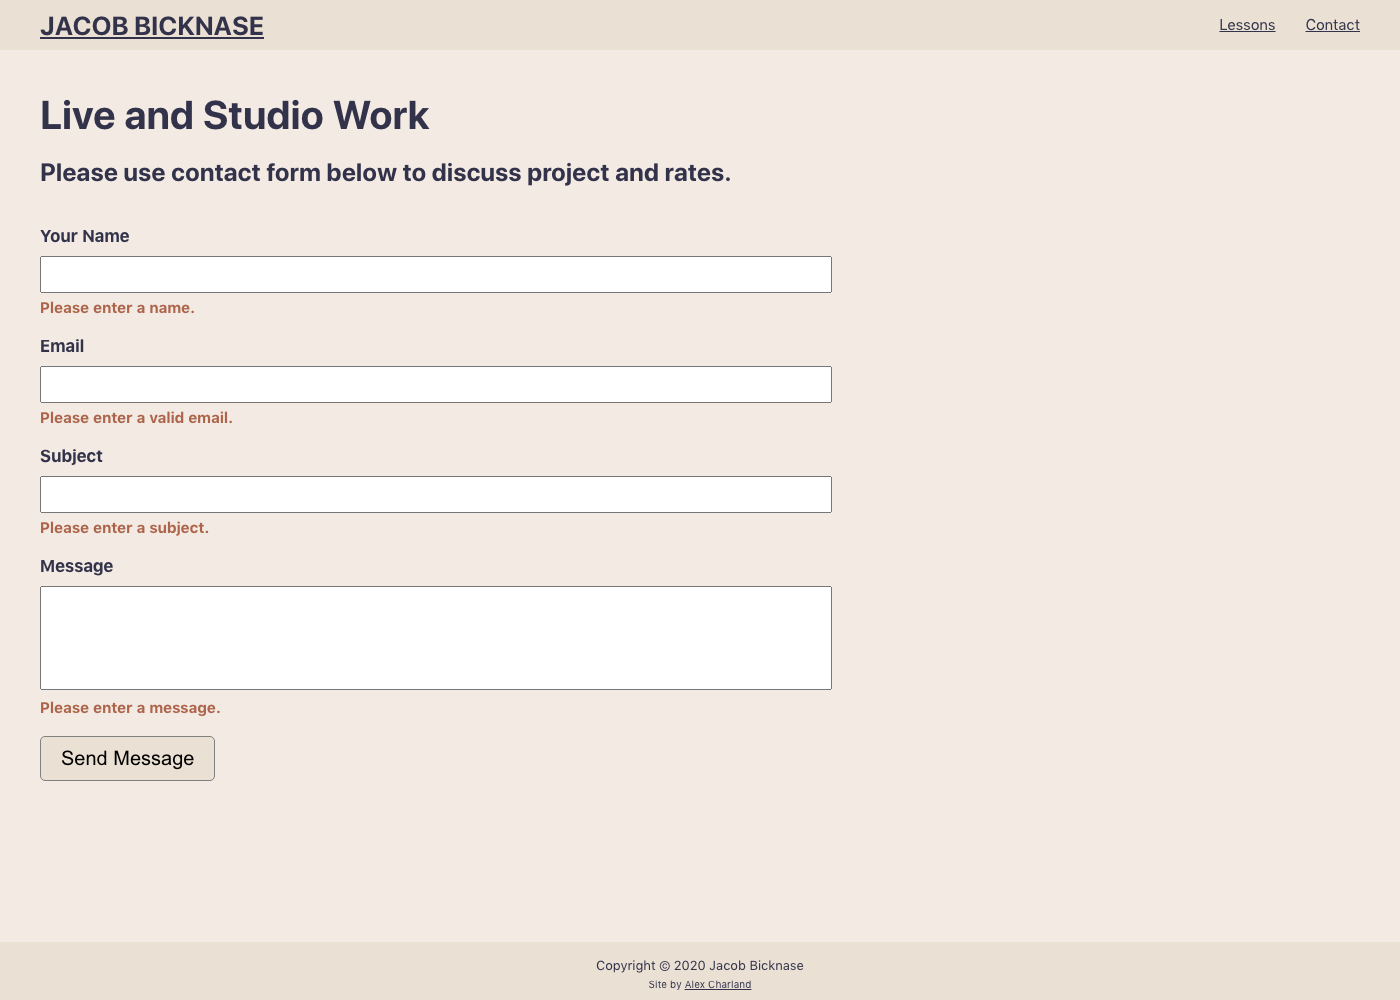 JACOB BICKNASE
Lessons
Contact
Live and Studio Work
Please use contact form below to discuss project and rates.
Your Name
Please enter a name.
Email
Please enter a valid email.
Subject
Please enter a subject.
Message
Please enter a message.
Send Message
Copyright © 2020 Jacob Bicknase
Site by Alex Charland